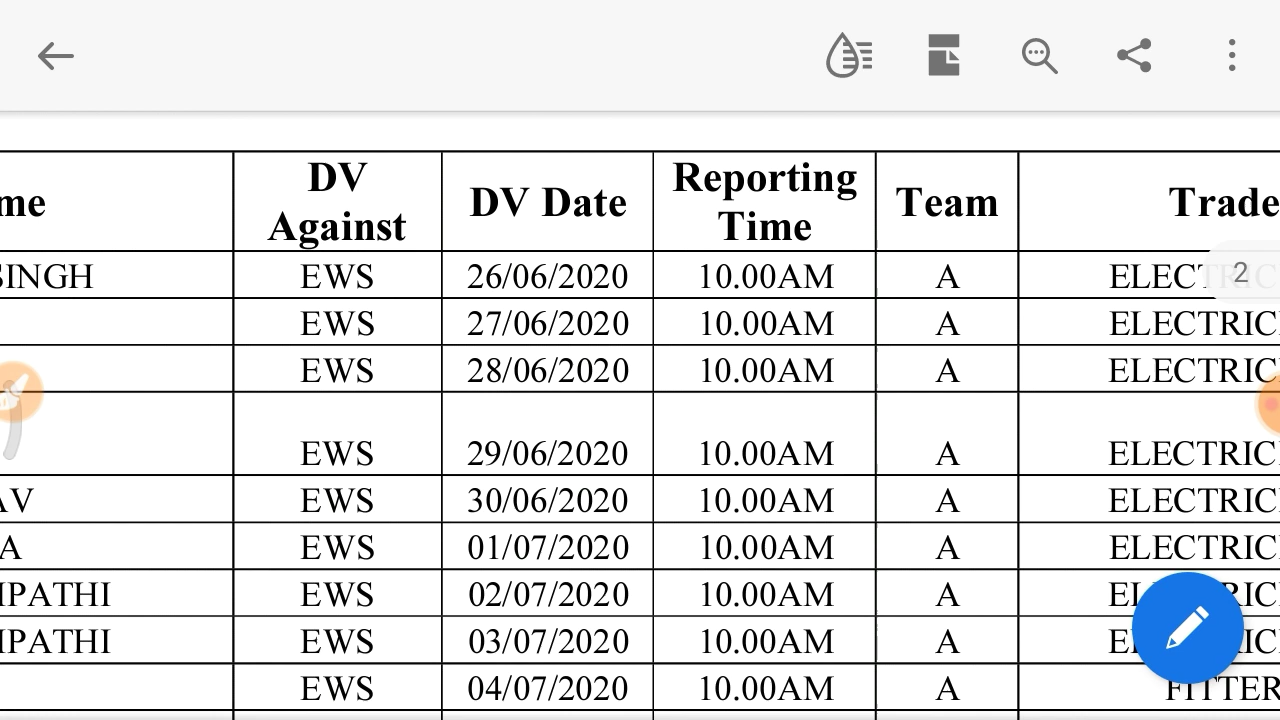 me DV Against DV Date Reporting Time Team Trade
SINGH EWS 26/06/2020 10.00AM A ELECTRIC
2
EWS 27/06/2020 10.00AM A ELECTRIC
EWS 28/06/2020 10.00AM A ELECTRIC
EWS 29/06/2020 10.00AM A ELECTRIC
AV EWS 30/06/2020 10.00AM A ELECTRIC
A EWS 01/07/2020 10.00AM A ELECTRIC
IPATHI EWS 02/07/2020 10.00AM A
IPATHI EWS 03/07/2020 10.00AM A
EWS 04/07/2020 10.00AM A FITTER